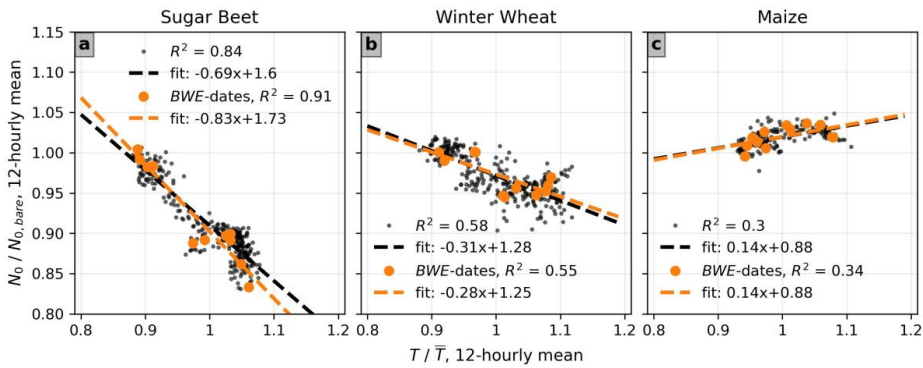 Sugar Beet
Winter Wheat
Maize
N₀ / N₀,bare, 12-hourly mean
1.15
1.10
1.05
1.00
0.95
0.90
0.85
0.80
a
R² = 0.84
fit: -0.69x+1.6
BWE-dates, R² = 0.91
fit: -0.83x+1.73
0.8
0.9
1
1.1
1.2
b
R² = 0.58
fit: -0.31x+1.28
BWE-dates, R² = 0.55
fit: -0.28x+1.25
0.8
0.9
1
1.1
1.2
c
R² = 0.3
fit: 0.14x+0.88
BWE-dates, R² = 0.34
fit: 0.14x+0.88
0.8
0.9
1
1.1
1.2
T / T̅, 12-hourly mean